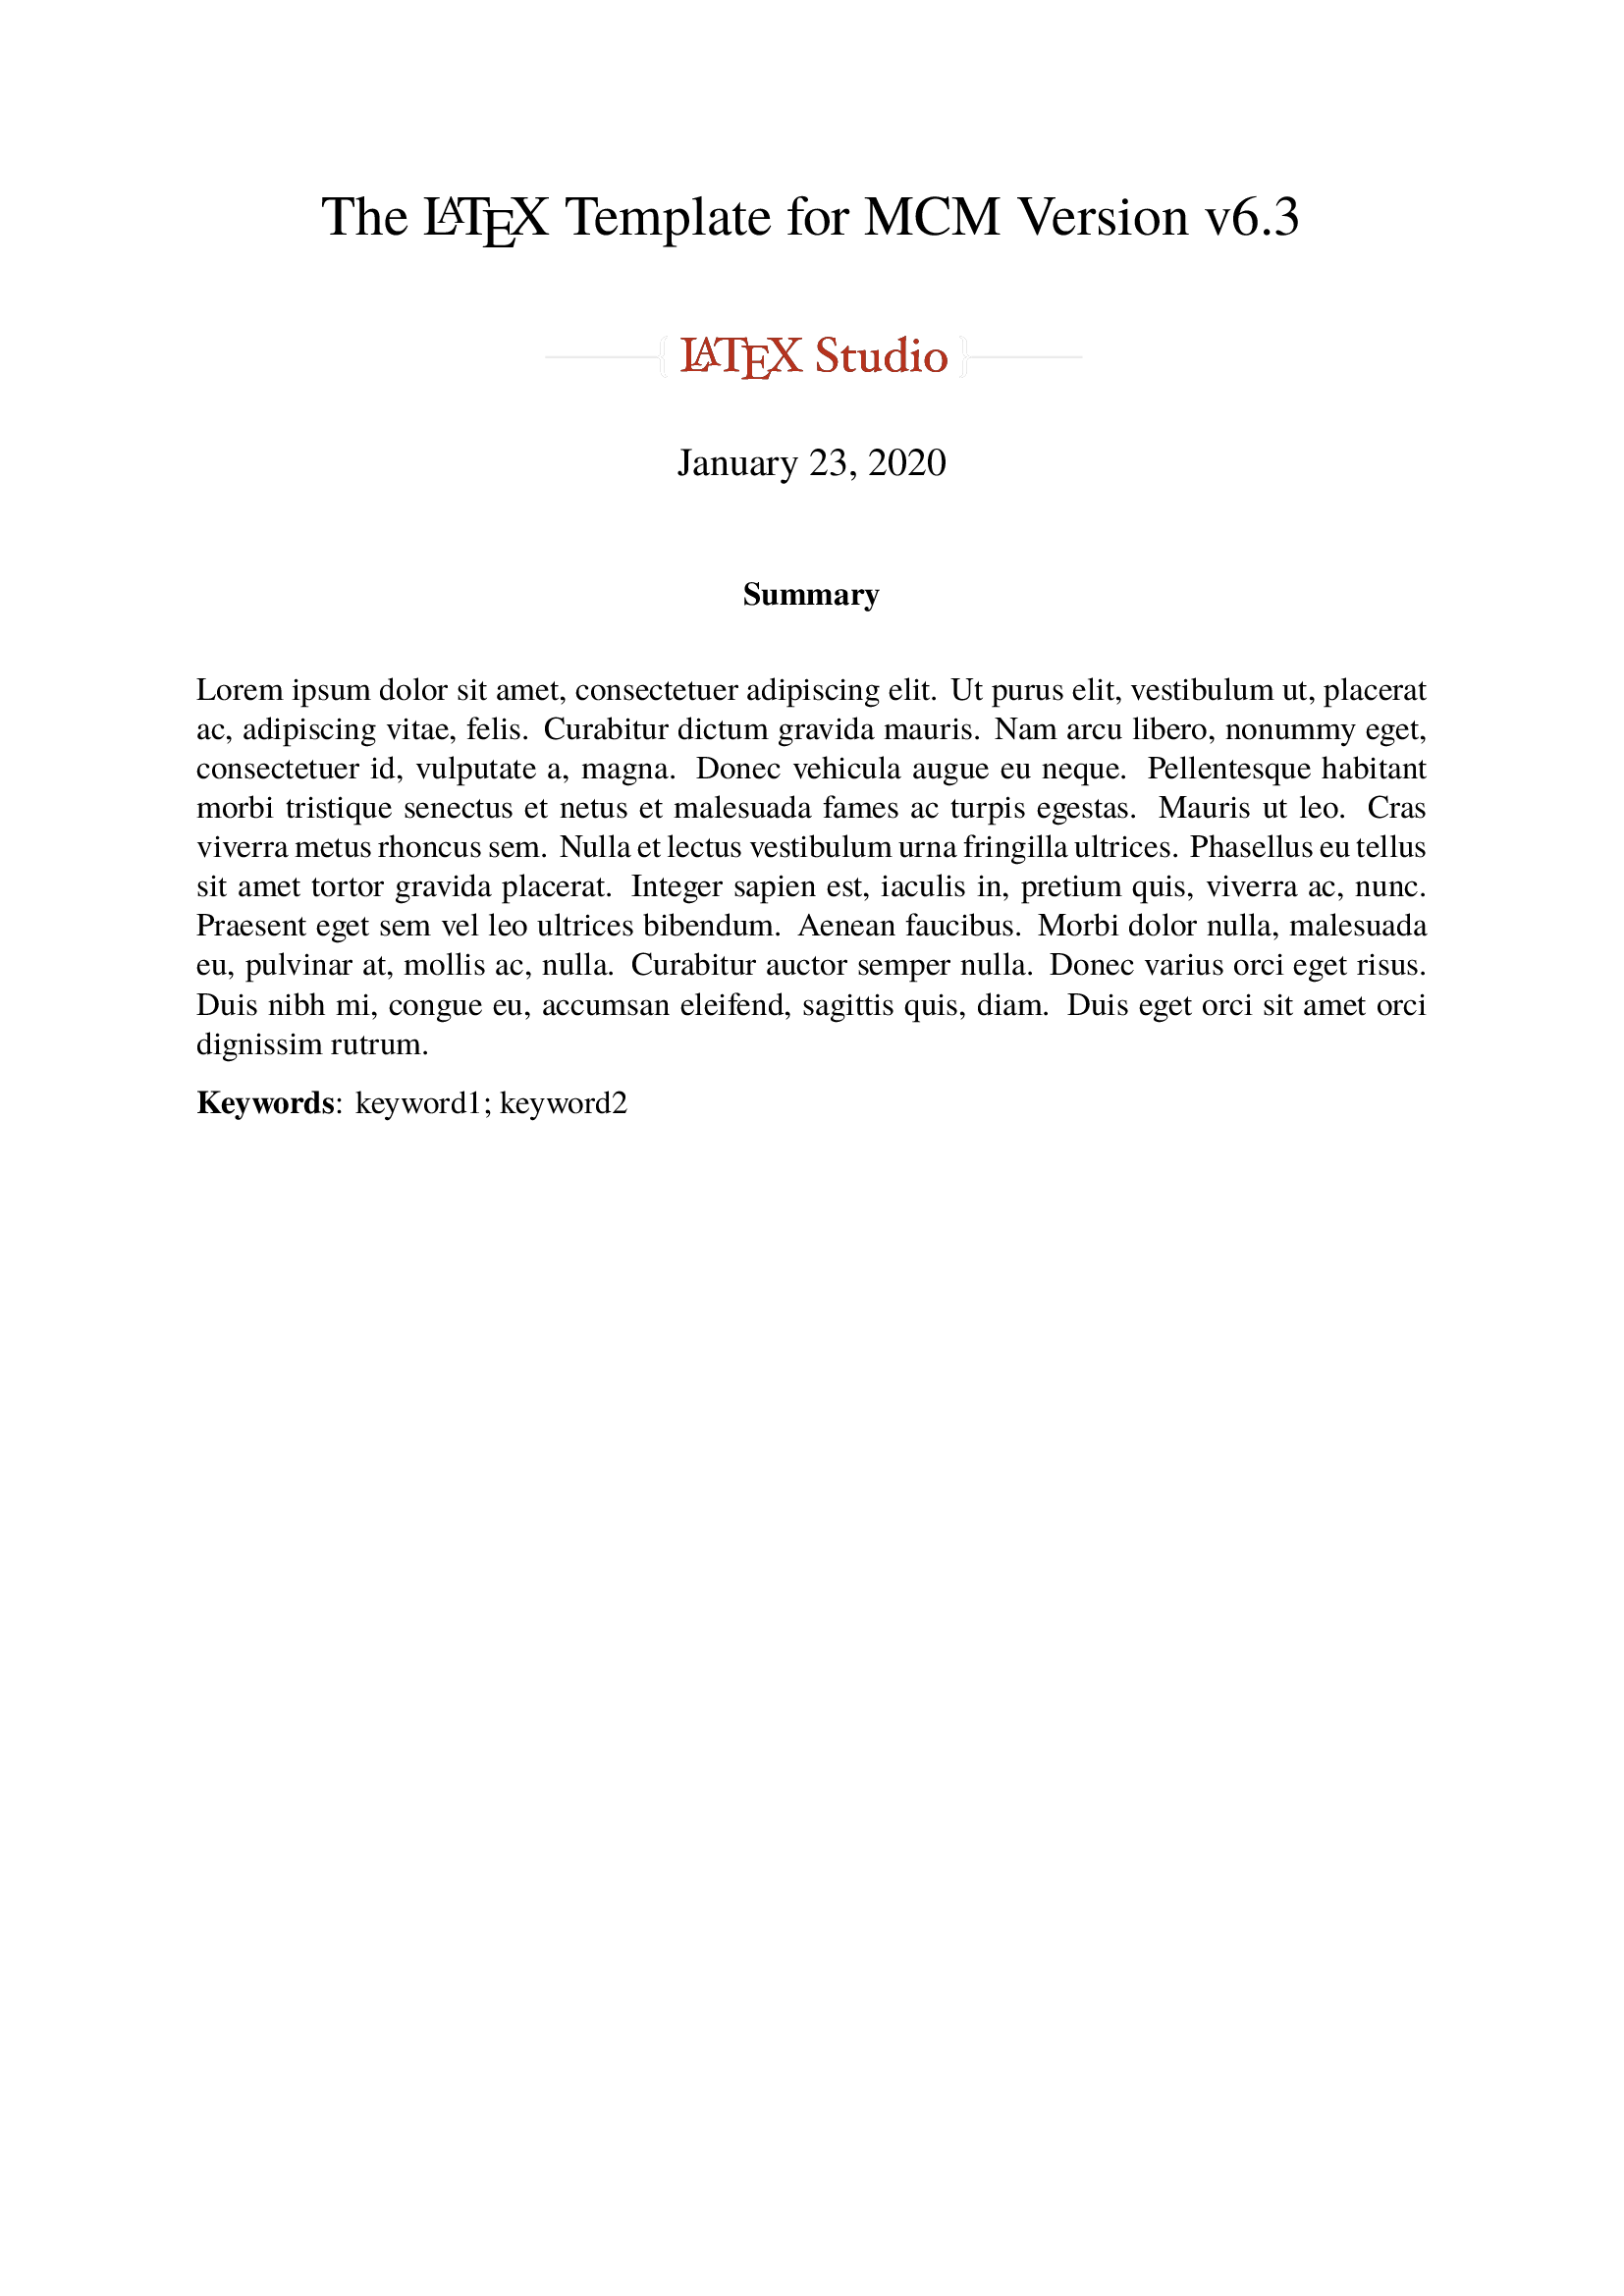 The LATEX Template for MCM Version v6.3
{ LATEX Studio }
January 23, 2020
Summary
Lorem ipsum dolor sit amet, consectetuer adipiscing elit. Ut purus elit, vestibulum ut, placerat
ac, adipiscing vitae, felis. Curabitur dictum gravida mauris. Nam arcu libero, nonummy eget,
consectetuer id, vulputate a, magna. Donec vehicula augue eu neque. Pellentesque habitant
morbi tristique senectus et netus et malesuada fames ac turpis egestas. Mauris ut leo. Cras
viverra metus rhoncus sem. Nulla et lectus vestibulum urna fringilla ultrices. Phasellus eu tellus
sit amet tortor gravida placerat. Integer sapien est, iaculis in, pretium quis, viverra ac, nunc.
Praesent eget sem vel leo ultrices bibendum. Aenean faucibus. Morbi dolor nulla, malesuada
eu, pulvinar at, mollis ac, nulla. Curabitur auctor semper nulla. Donec varius orci eget risus.
Duis nibh mi, congue eu, accumsan eleifend, sagittis quis, diam. Duis eget orci sit amet orci
dignissim rutrum.
Keywords: keyword1; keyword2